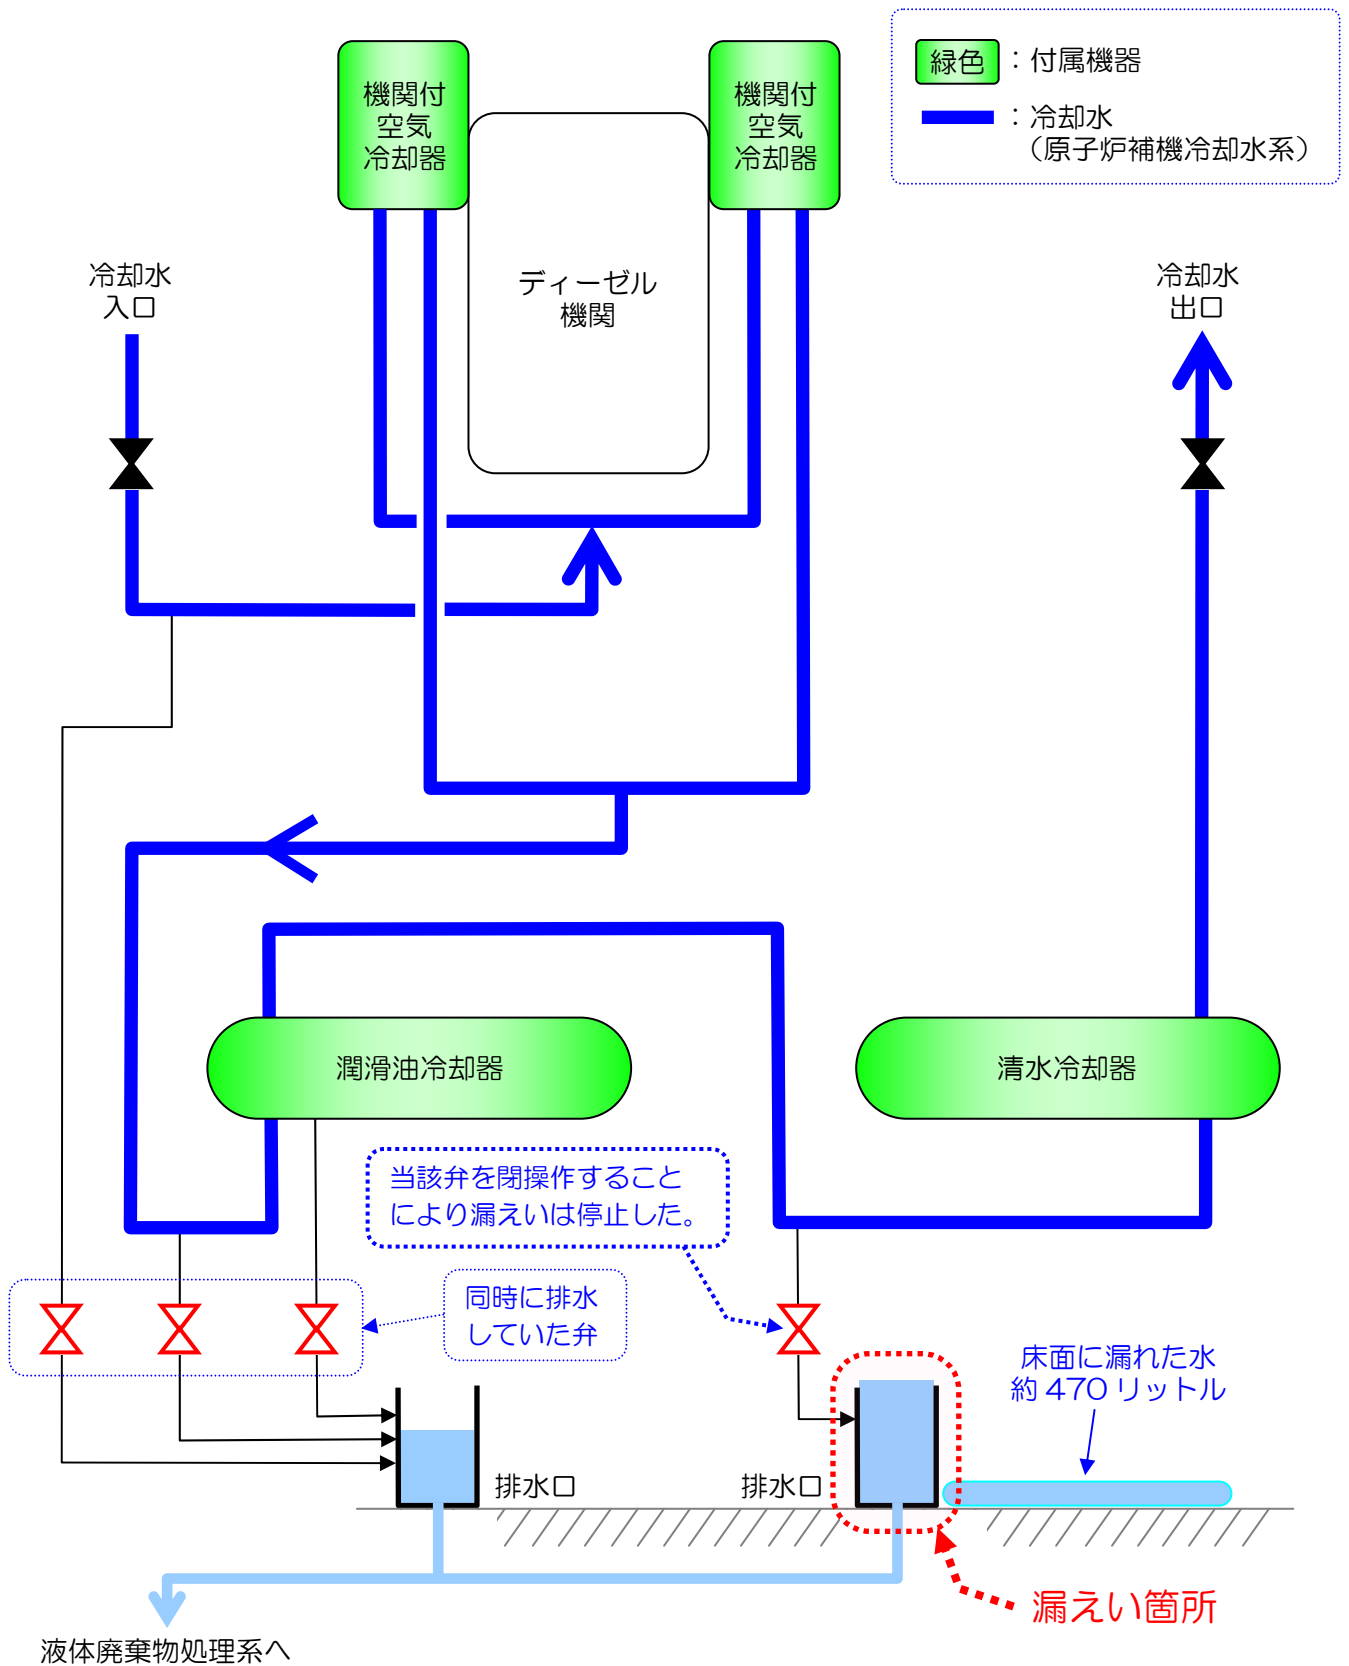 機関付
空気
冷却器
機関付
空気
冷却器
緑色
：付属機器
：冷却水
（原子炉補機冷却水系）
ディーゼル
機関
冷却水
入口
冷却水
出口
潤滑油冷却器
清水冷却器
当該弁を閉操作すること
により漏えいは停止した。
同時に排水
していた弁
床面に漏れた水
約470リットル
排水口
排水口
漏えい箇所
液体廃棄物処理系へ